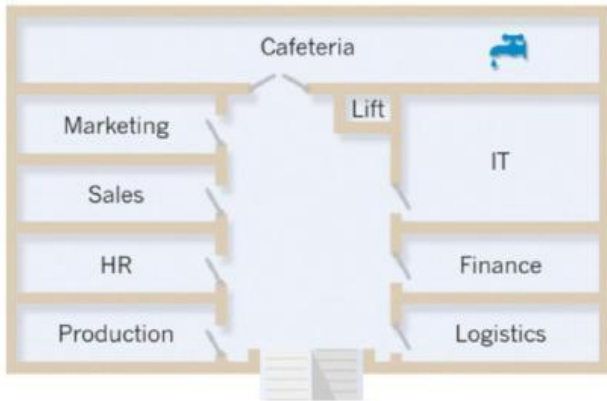 Cafeteria
Marketing
Lift
IT
Sales
HR
Finance
Production
Logistics